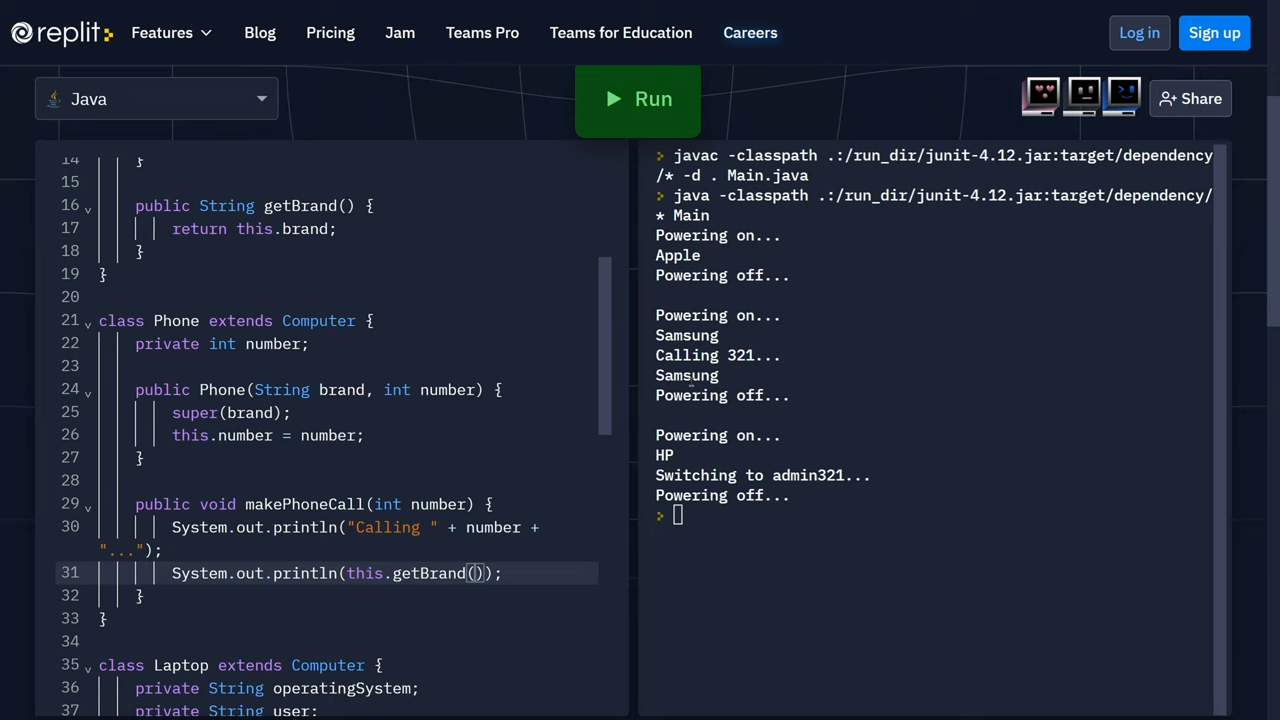 replit
Features Blog Pricing Jam Teams Pro Teams for Education Careers Log in Sign up
Java
Run
Share
14 }
15
16 public String getBrand() {
17 return this.brand;
18 }
19 }
20
21 class Phone extends Computer {
22 private int number;
23
24 public Phone(String brand, int number) {
25 super(brand);
26 this.number = number;
27 }
28
29 public void makePhoneCall(int number) {
30 System.out.println("Calling " + number +
"...");
31 System.out.println(this.getBrand());
32 }
33 }
34
35 class Laptop extends Computer {
36 private String operatingSystem;
37 private String user;
> javac -classpath .:/run_dir/junit-4.12.jar:target/dependency
/* -d . Main.java
> java -classpath .:/run_dir/junit-4.12.jar:target/dependency/
* Main
Powering on...
Apple
Powering off...
Powering on...
Samsung
Calling 321...
Samsung
Powering off...
Powering on...
HP
Switching to admin321...
Powering off...
>